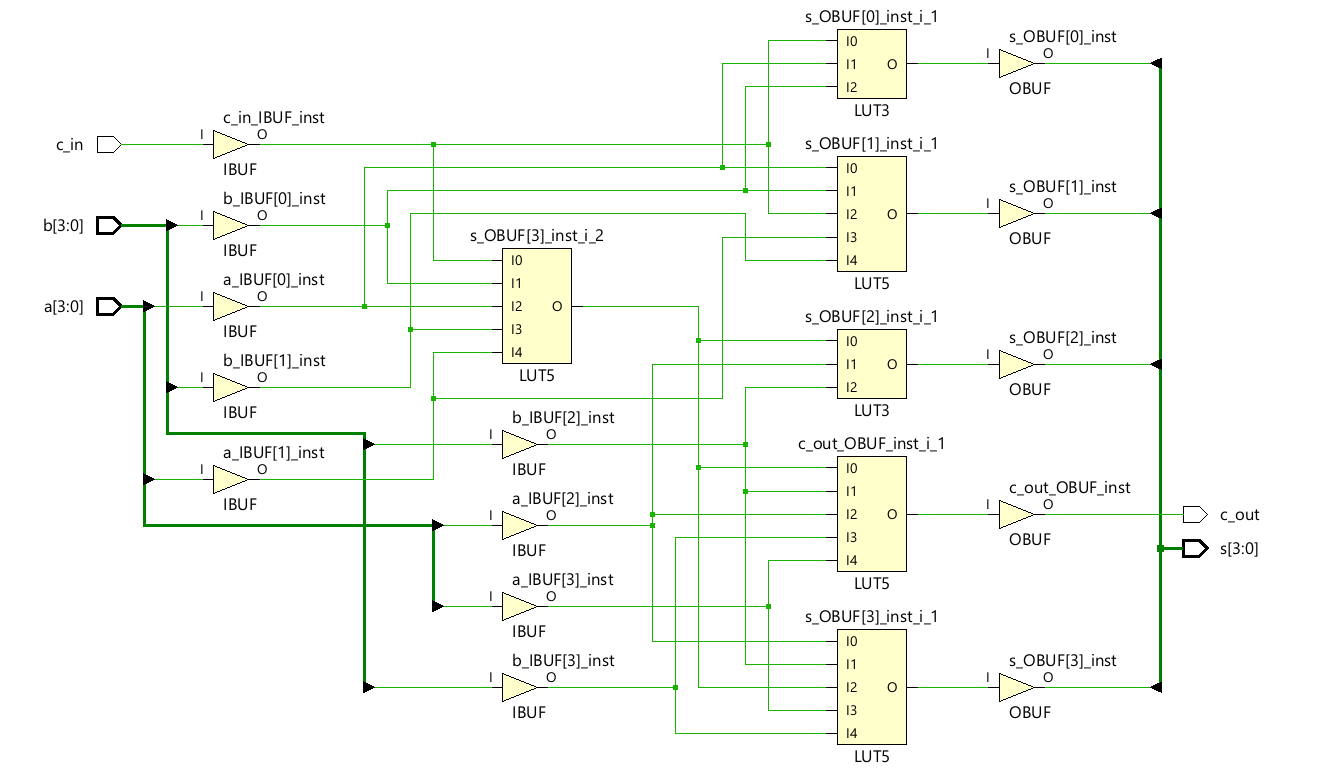 s_OBUF[0]_inst_i_1
I0
I1
I2
O
LUT3
I
s_OBUF[0]_inst
O
OBUF
c_in
I
c_in_IBUF_inst
O
IBUF
s_OBUF[1]_inst_i_1
I0
I1
I2
I3
I4
O
LUT5
I
s_OBUF[1]_inst
O
OBUF
b[3:0]
I
b_IBUF[0]_inst
O
IBUF
s_OBUF[3]_inst_i_2
I0
I1
I2
I3
I4
O
LUT5
a[3:0]
I
a_IBUF[0]_inst
O
IBUF
s_OBUF[2]_inst_i_1
I0
I1
I2
O
LUT3
I
s_OBUF[2]_inst
O
OBUF
I
b_IBUF[1]_inst
O
IBUF
I
b_IBUF[2]_inst
O
IBUF
I
a_IBUF[1]_inst
O
IBUF
c_out_OBUF_inst_i_1
I0
I1
I2
I3
I4
O
LUT5
I
c_out_OBUF_inst
O
OBUF
c_out
s[3:0]
I
a_IBUF[2]_inst
O
IBUF
I
a_IBUF[3]_inst
O
IBUF
s_OBUF[3]_inst_i_1
I0
I1
I2
I3
I4
O
LUT5
I
s_OBUF[3]_inst
O
OBUF
I
b_IBUF[3]_inst
O
IBUF